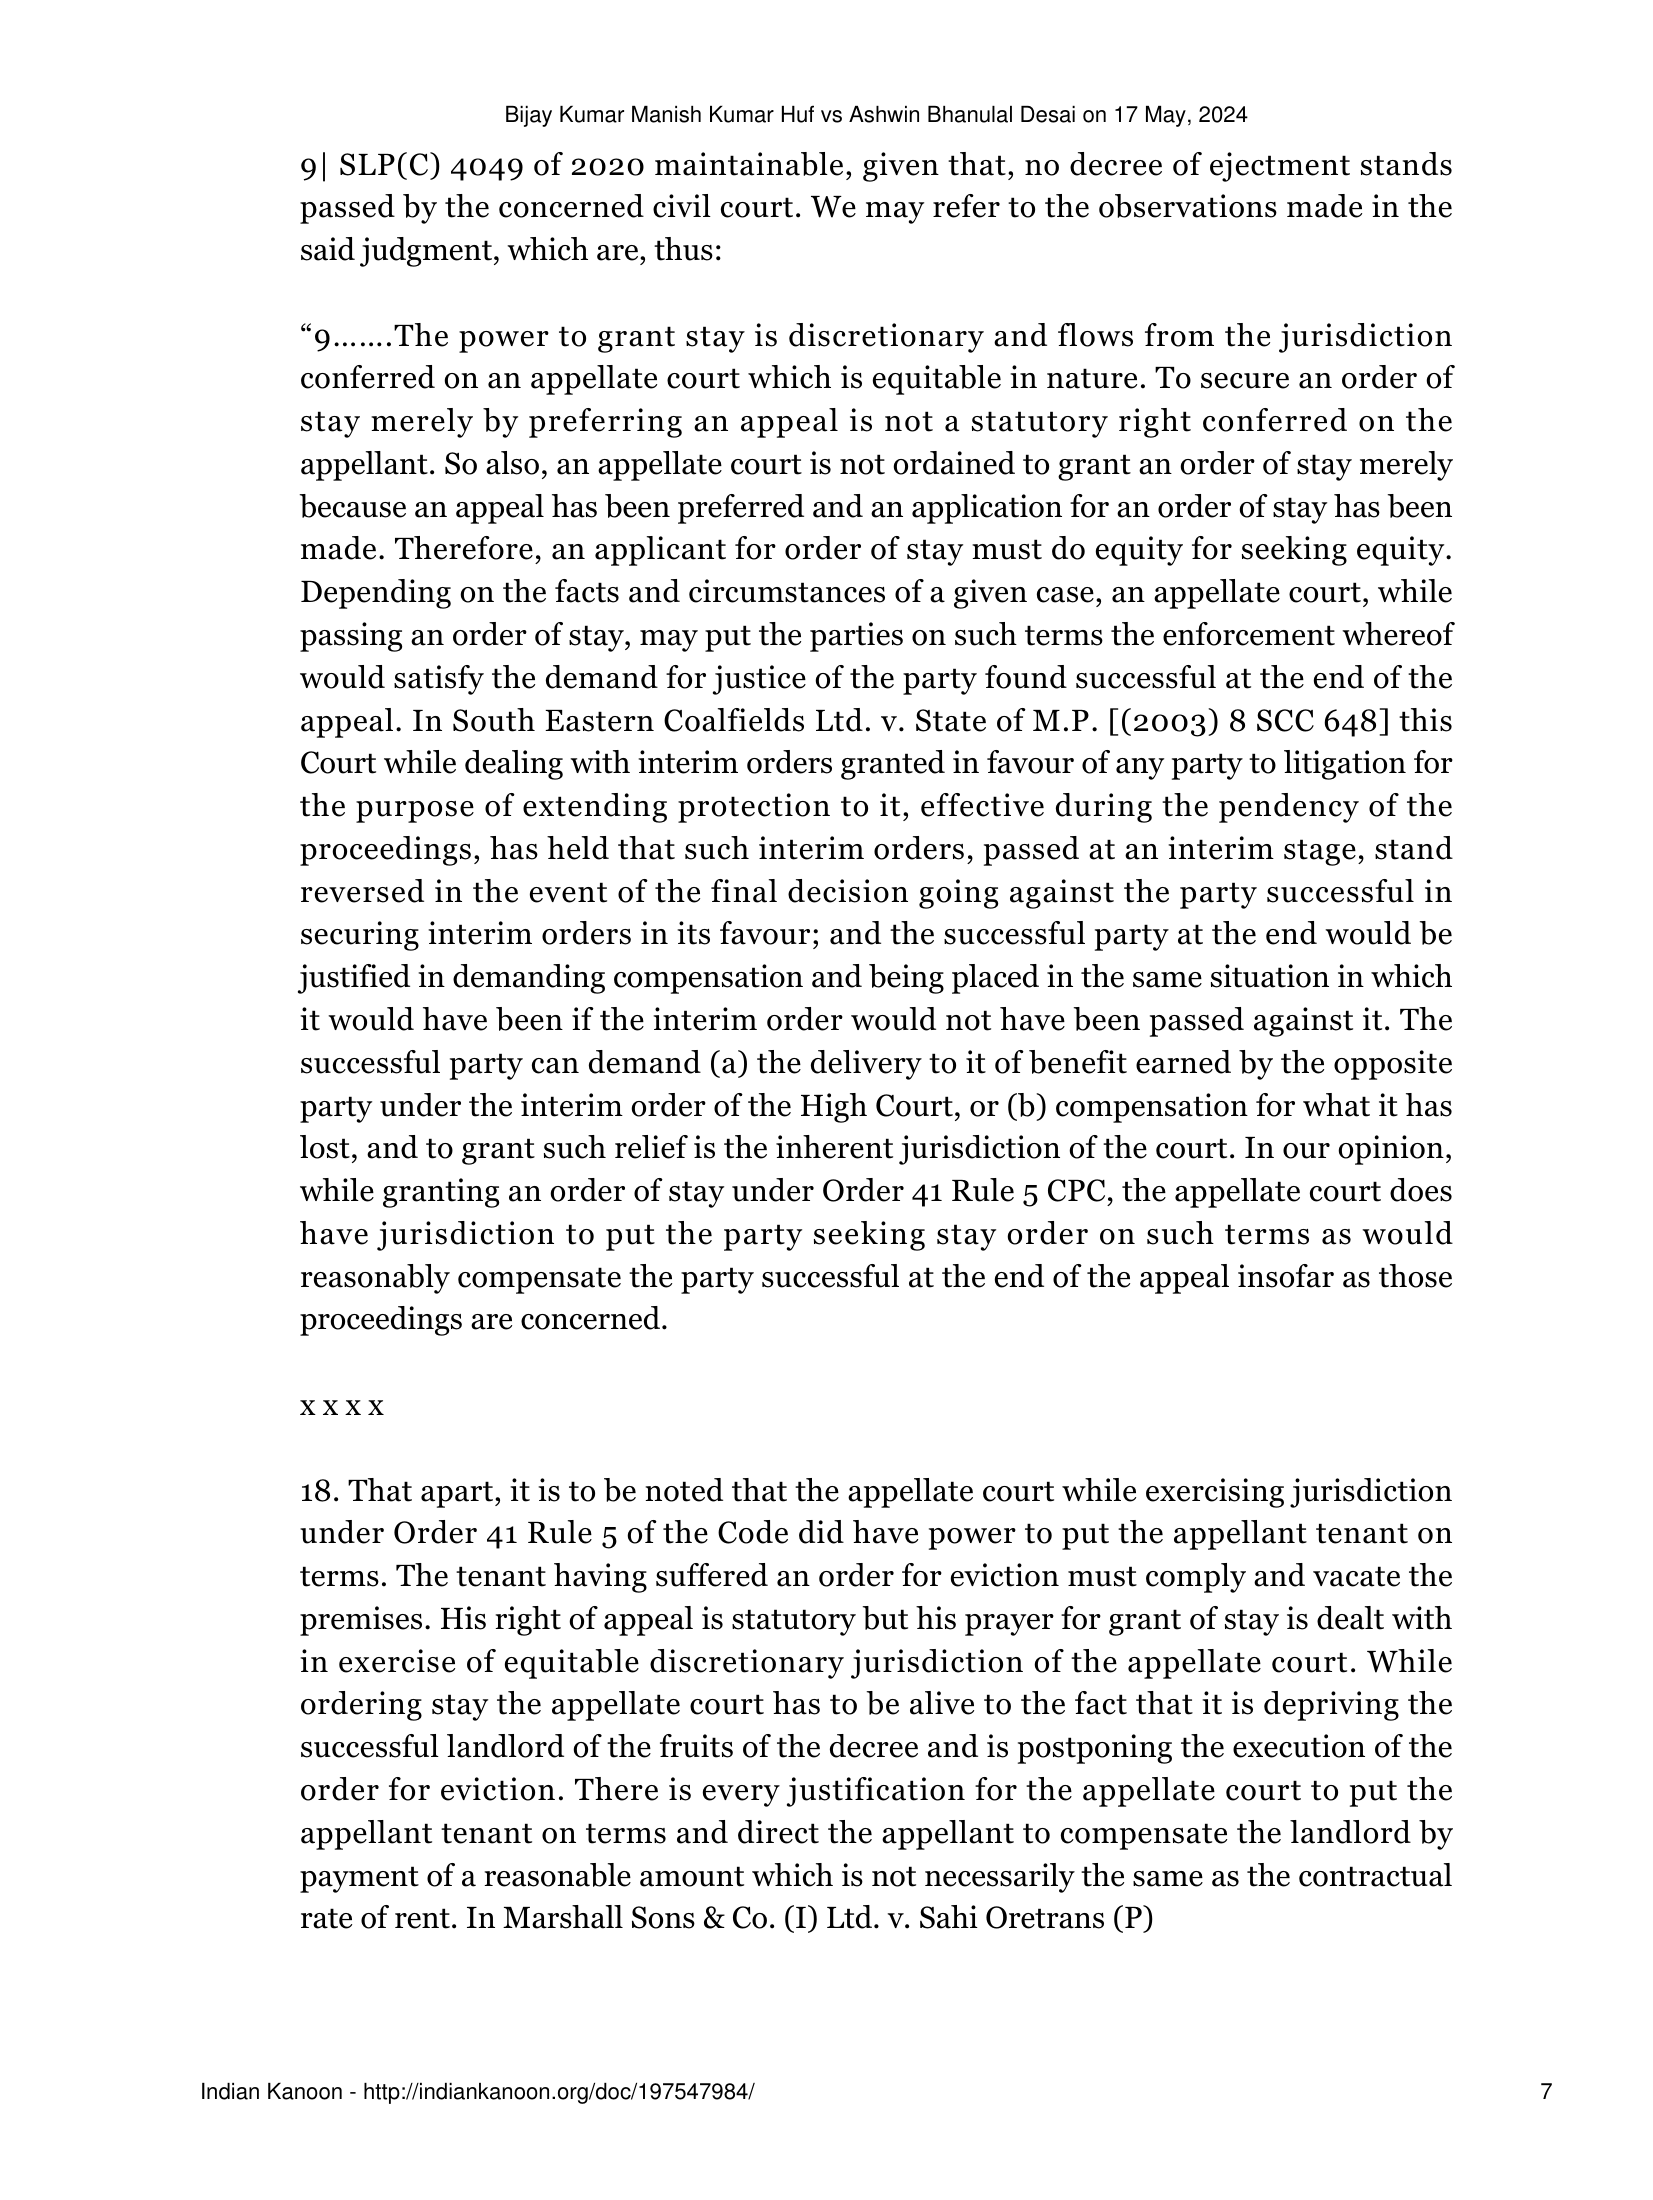 Bijay Kumar Manish Kumar Huf vs Ashwin Bhanulal Desai on 17 May, 2024
9| SLP(C) 4049 of 2020 maintainable, given that, no decree of ejectment stands
passed by the concerned civil court. We may refer to the observations made in the
said judgment, which are, thus:
“9…….The power to grant stay is discretionary and flows from the jurisdiction
conferred on an appellate court which is equitable in nature. To secure an order of
stay merely by preferring an appeal is not a statutory right conferred on the
appellant. So also, an appellate court is not ordained to grant an order of stay merely
because an appeal has been preferred and an application for an order of stay has been
made. Therefore, an applicant for order of stay must do equity for seeking equity.
Depending on the facts and circumstances of a given case, an appellate court, while
passing an order of stay, may put the parties on such terms the enforcement whereof
would satisfy the demand for justice of the party found successful at the end of the
appeal. In South Eastern Coalfields Ltd. v. State of M.P. [(2003) 8 SCC 648] this
Court while dealing with interim orders granted in favour of any party to litigation for
the purpose of extending protection to it, effective during the pendency of the
proceedings, has held that such interim orders, passed at an interim stage, stand
reversed in the event of the final decision going against the party successful in
securing interim orders in its favour; and the successful party at the end would be
justified in demanding compensation and being placed in the same situation in which
it would have been if the interim order would not have been passed against it. The
successful party can demand (a) the delivery to it of benefit earned by the opposite
party under the interim order of the High Court, or (b) compensation for what it has
lost, and to grant such relief is the inherent jurisdiction of the court. In our opinion,
while granting an order of stay under Order 41 Rule 5 CPC, the appellate court does
have jurisdiction to put the party seeking stay order on such terms as would
reasonably compensate the party successful at the end of the appeal insofar as those
proceedings are concerned.
x x x x
18. That apart, it is to be noted that the appellate court while exercising jurisdiction
under Order 41 Rule 5 of the Code did have power to put the appellant tenant on
terms. The tenant having suffered an order for eviction must comply and vacate the
premises. His right of appeal is statutory but his prayer for grant of stay is dealt with
in exercise of equitable discretionary jurisdiction of the appellate court. While
ordering stay the appellate court has to be alive to the fact that it is depriving the
successful landlord of the fruits of the decree and is postponing the execution of the
order for eviction. There is every justification for the appellate court to put the
appellant tenant on terms and direct the appellant to compensate the landlord by
payment of a reasonable amount which is not necessarily the same as the contractual
rate of rent. In Marshall Sons & Co. (I) Ltd. v. Sahi Oretrans (P)
Indian Kanoon - http://indiankanoon.org/doc/197547984/ 7